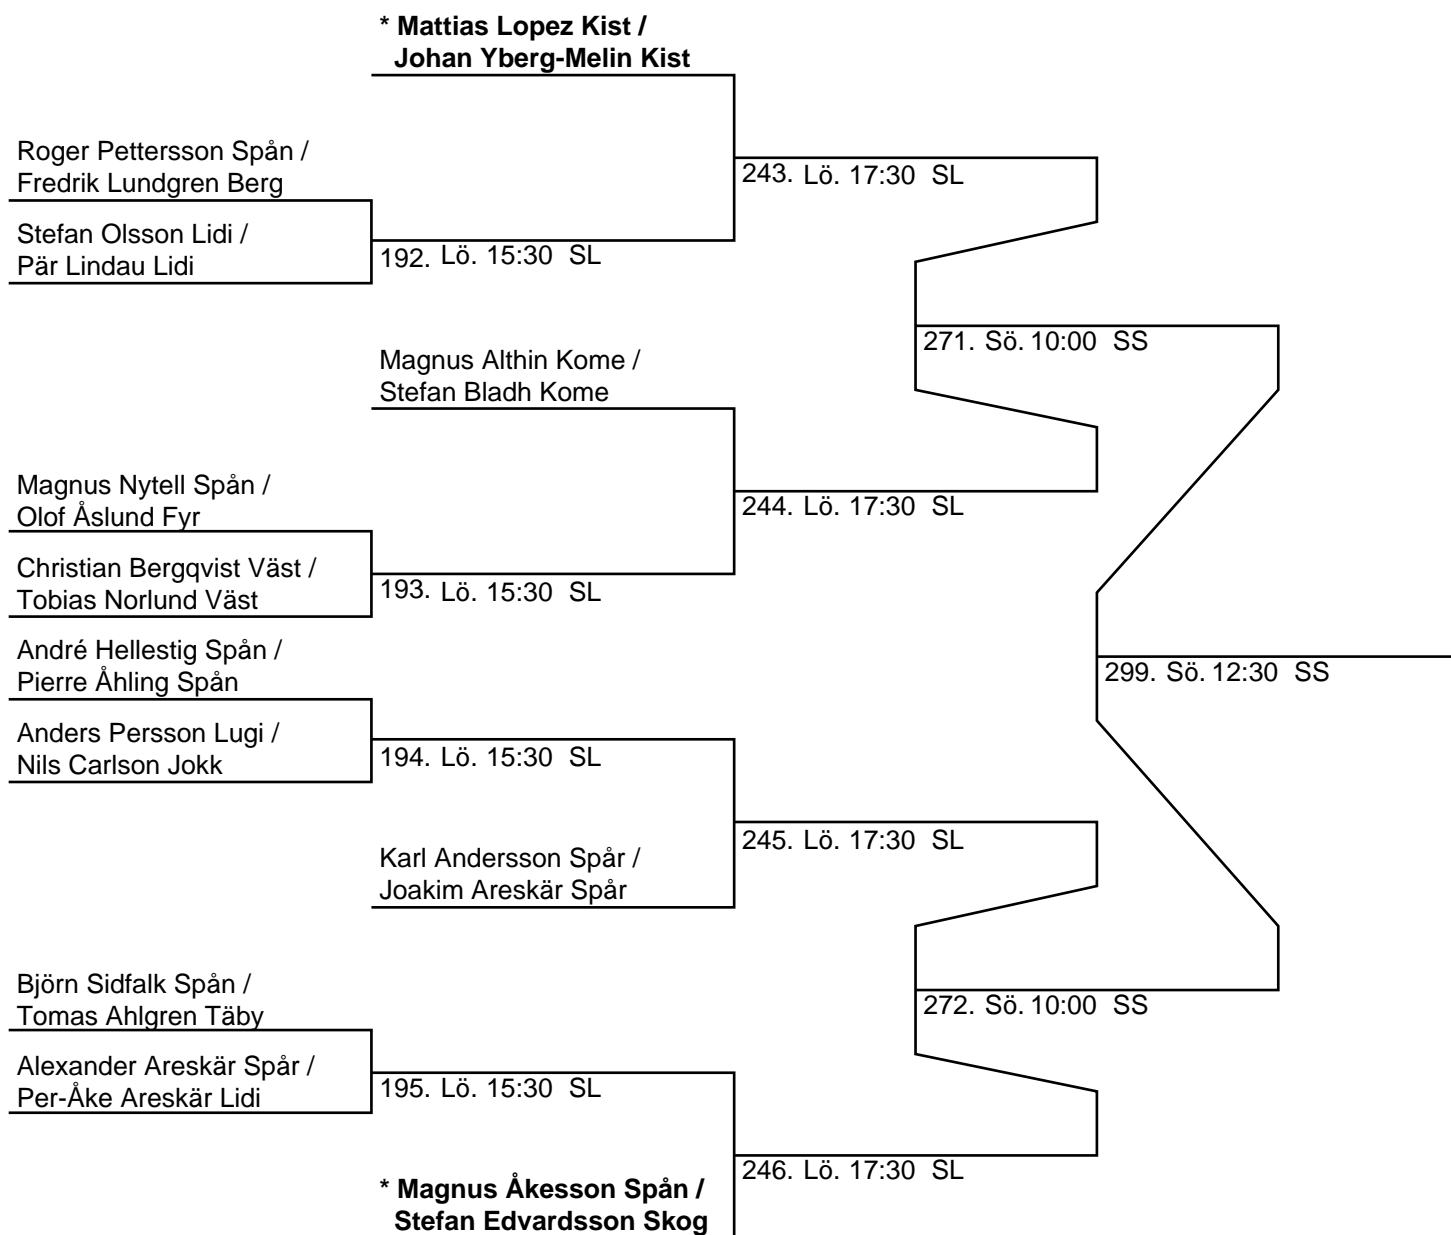 * Mattias Lopez Kist /
Johan Yberg-Melin Kist
Roger Pettersson Spån /
Fredrik Lundgren Berg
243. Lö. 17:30 SL
Stefan Olsson Lidi /
Pär Lindau Lidi
192. Lö. 15:30 SL
271. Sö. 10:00 SS
Magnus Althin Kome /
Stefan Bladh Kome
Magnus Nytell Spån /
Olof Åslund Fyr
244. Lö. 17:30 SL
Christian Bergqvist Väst /
Tobias Norlund Väst
193. Lö. 15:30 SL
André Hellestig Spån /
Pierre Åhling Spån
299. Sö. 12:30 SS
Anders Persson Lugi /
Nils Carlson Jokk
194. Lö. 15:30 SL
245. Lö. 17:30 SL
Karl Andersson Spår /
Joakim Areskär Spår
Björn Sidfalk Spån /
Tomas Ahlgren Täby
272. Sö. 10:00 SS
Alexander Areskär Spår /
Per-Åke Areskär Lidi
195. Lö. 15:30 SL
246. Lö. 17:30 SL
* Magnus Åkesson Spån /
Stefan Edvardsson Skog